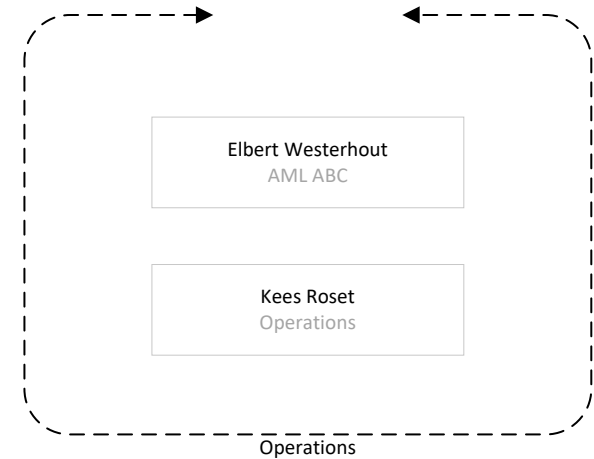 Elbert Westerhout
AML ABC
Kees Roset
Operations
Operations